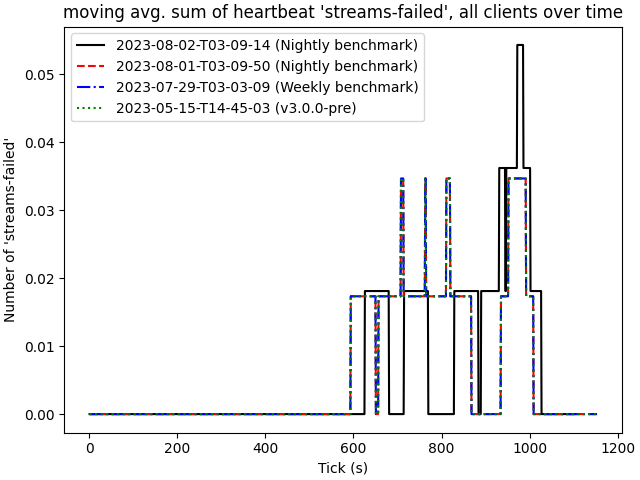 moving avg. sum of heartbeat 'streams-failed', all clients over time
2023-08-02-T03-09-14 (Nightly benchmark)
2023-08-01-T03-09-50 (Nightly benchmark)
2023-07-29-T03-03-09 (Weekly benchmark)
2023-05-15-T14-45-03 (v3.0.0-pre)
Number of 'streams-failed'
0.05
0.04
0.03
0.02
0.01
0.00
0 200 400 600 800 1000 1200
Tick (s)